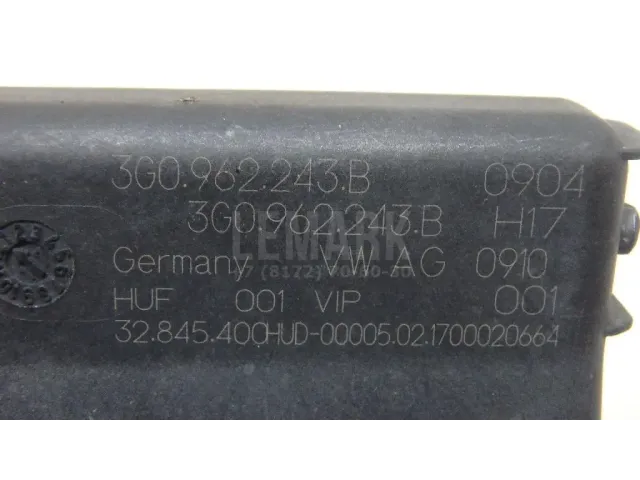 3G0.962.243.B 0904
3G0.962.243.B H17
LEMARK
Germany VW AG 0910
HUF 001 VIP 001
32.845.400HUD-00005.02.1700020664